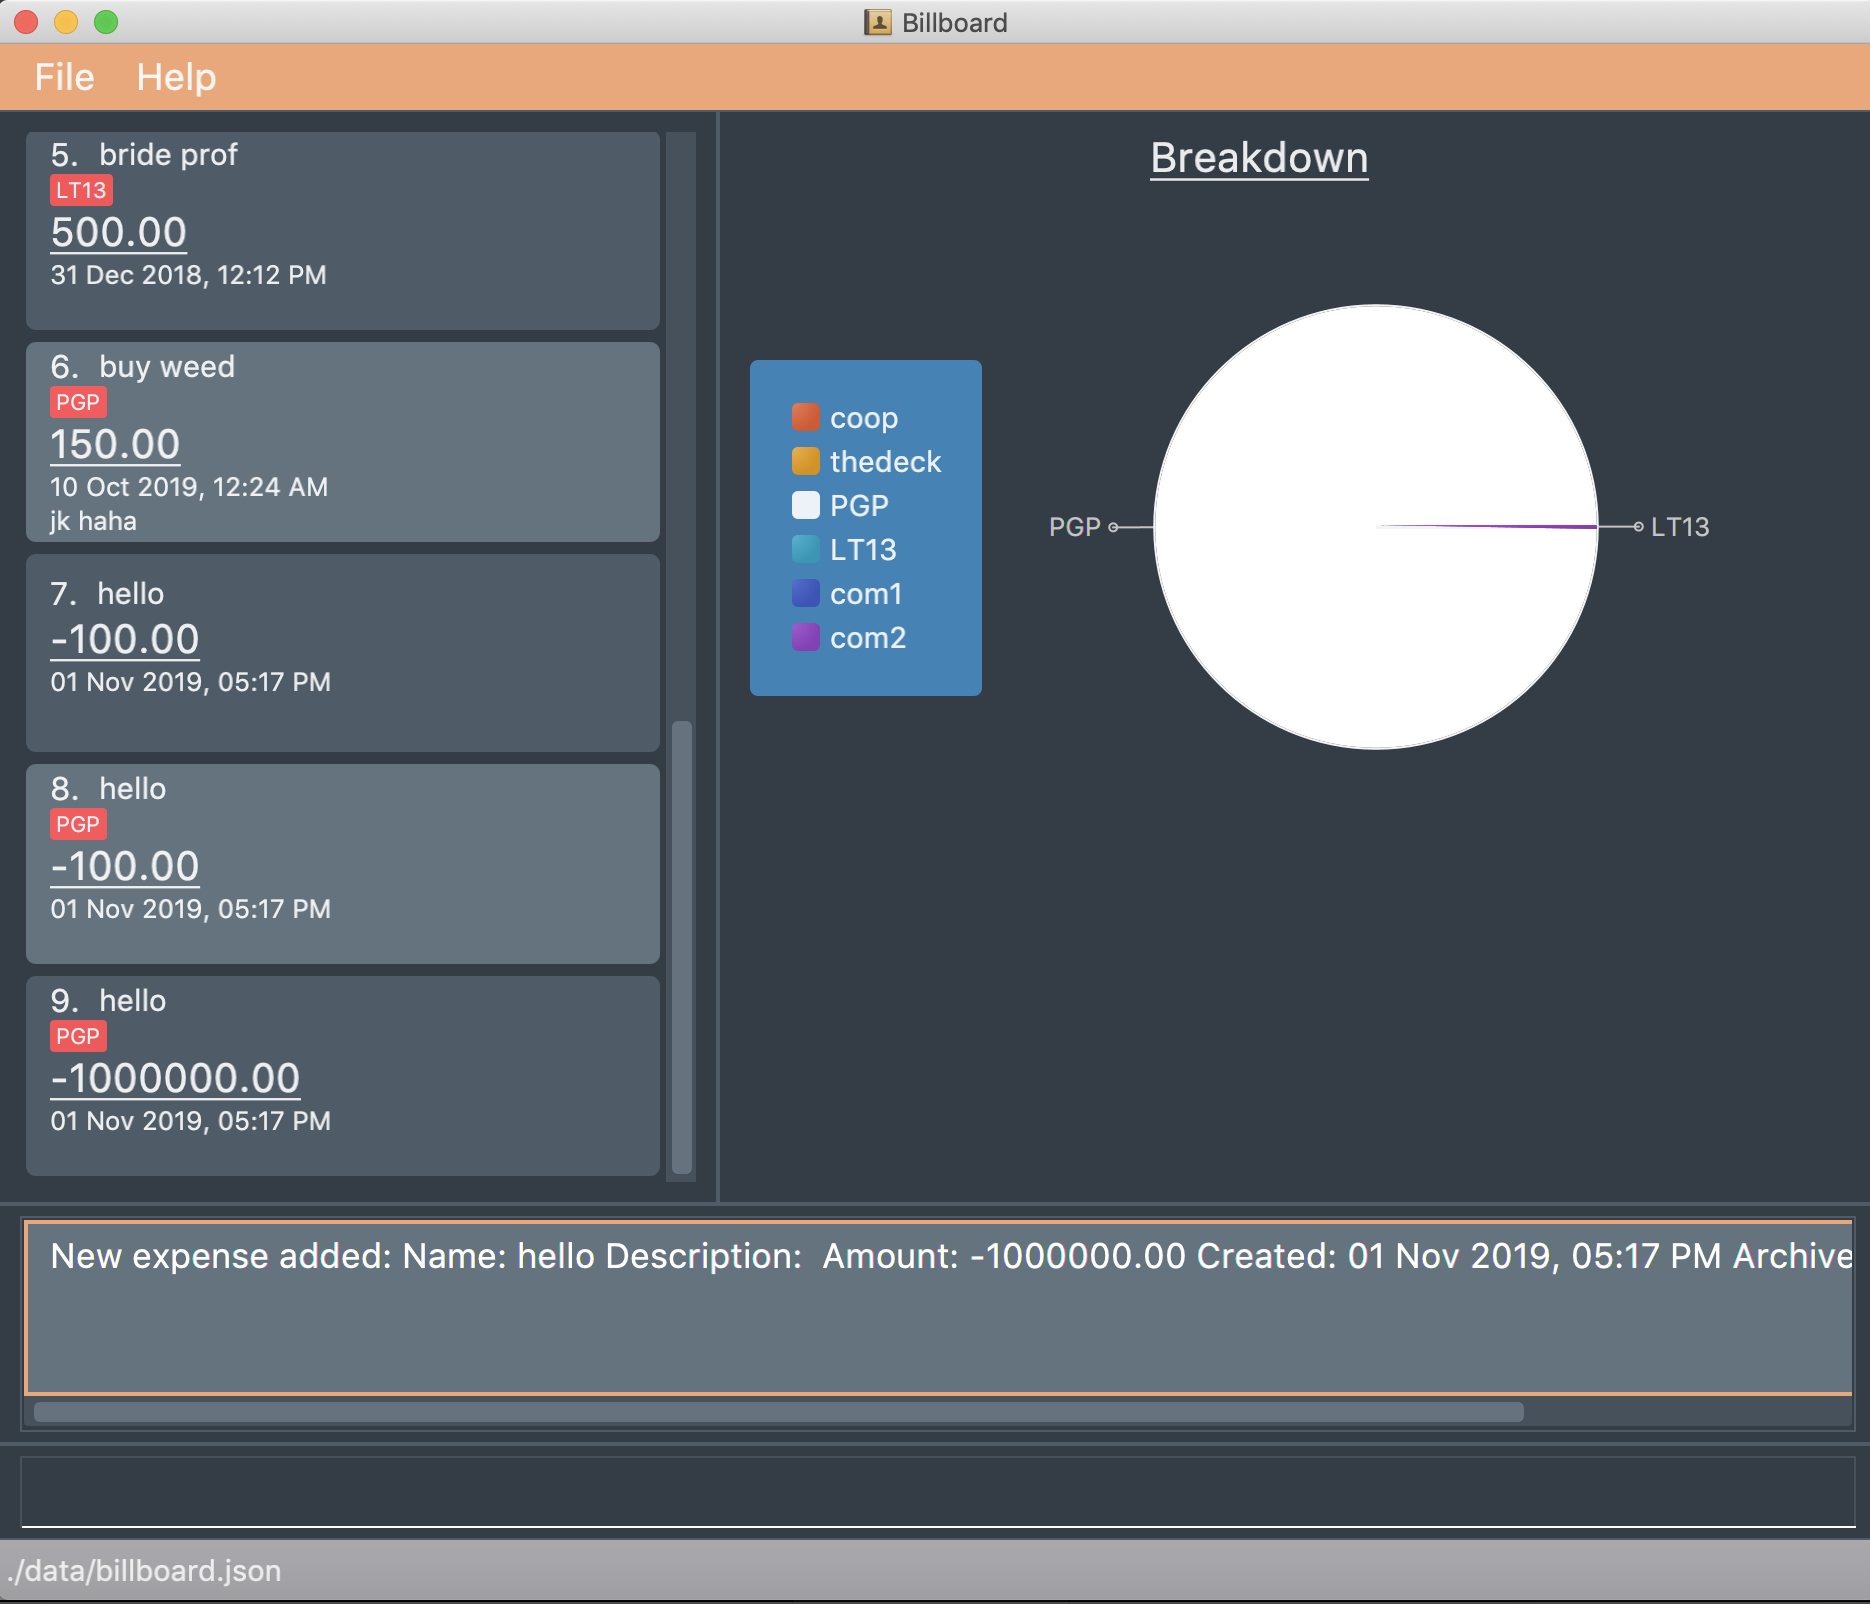 Billboard
File Help
5. bride prof
LT13
500.00
31 Dec 2018, 12:12 PM
6. buy weed
PGP
150.00
10 Oct 2019, 12:24 AM
jk haha
7. hello
-100.00
01 Nov 2019, 05:17 PM
8. hello
PGP
-100.00
01 Nov 2019, 05:17 PM
9. hello
PGP
-1000000.00
01 Nov 2019, 05:17 PM
Breakdown
coop
thedeck
PGP
LT13
com1
com2
PGP
LT13
New expense added: Name: hello Description: Amount: -1000000.00 Created: 01 Nov 2019, 05:17 PM Archive
./data/billboard.json